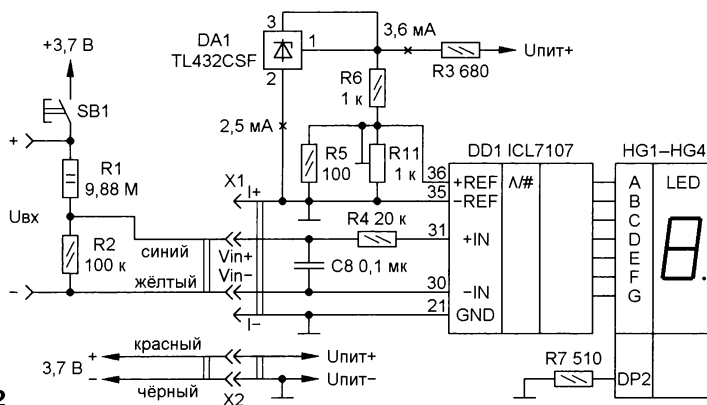 3
3,6 мА
DA1
TL432CSF
1
2
+3,7 В
R3 680
Uпит+
R6
1 к
SB1
2,5 мА
+
R5
100
R11
1 к
DD1 ICL7107
HG1–HG4
R1
9,88 М
X1
I+
36
+REF
Λ/#
A
LED
35
−REF
B
Uвх
R4 20 к
31
+IN
C
D
R2
100 к
синий
Vin+
Vin−
C8 0,1 мк
E
F
жёлтый
30
−IN
G
−
21
GND
I−
красный
+
Uпит+
3,7 В
R7 510
−
чёрный
X2
Uпит−
DP2
2